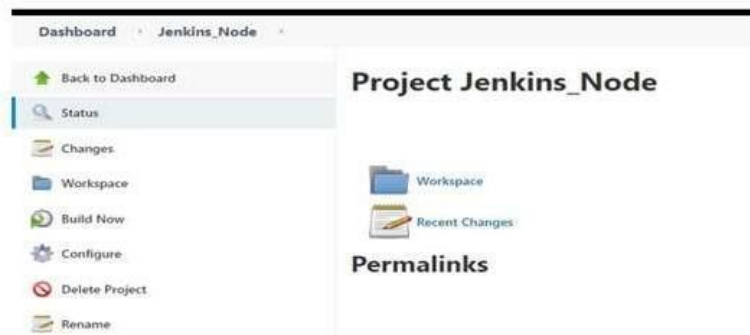 Dashboard Jenkins_Node
Back to Dashboard
Status
Changes
Workspace
Build Now
Configure
Delete Project
Rename
Project Jenkins_Node
Workspace
Recent Changes
Permalinks